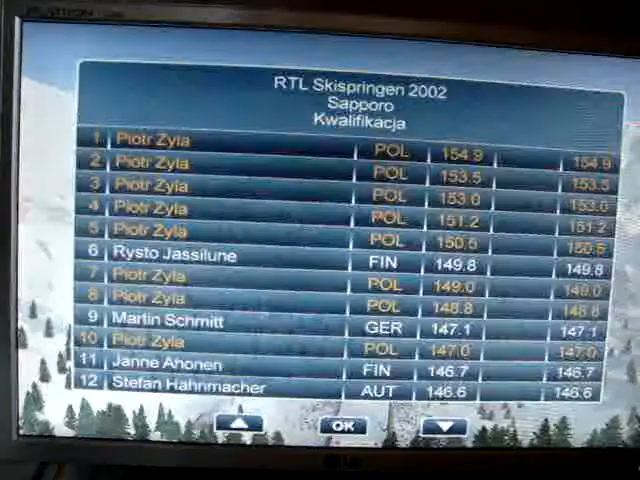 RTL Skispringen 2002
Sapporo
Kwalifikacja
1 Piotr Zyla POL 154.9 154.9
2 Piotr Zyla POL 153.5 153.5
3 Piotr Zyla POL 153.0 153.0
4 Piotr Zyla POL 151.2 151.2
5 Piotr Zyla POL 150.5 150.5
6 Rysto Jassilune FIN 149.8 149.8
7 Piotr Zyla POL 149.0 149.0
8 Piotr Zyla POL 148.8 148.8
9 Martin Schmitt GER 147.1 147.1
10 Piotr Zyla POL 147.0 147.0
11 Janne Ahonen FIN 146.7 146.7
12 Stefan Hahnmacher AUT 146.6 146.6
OK
LG